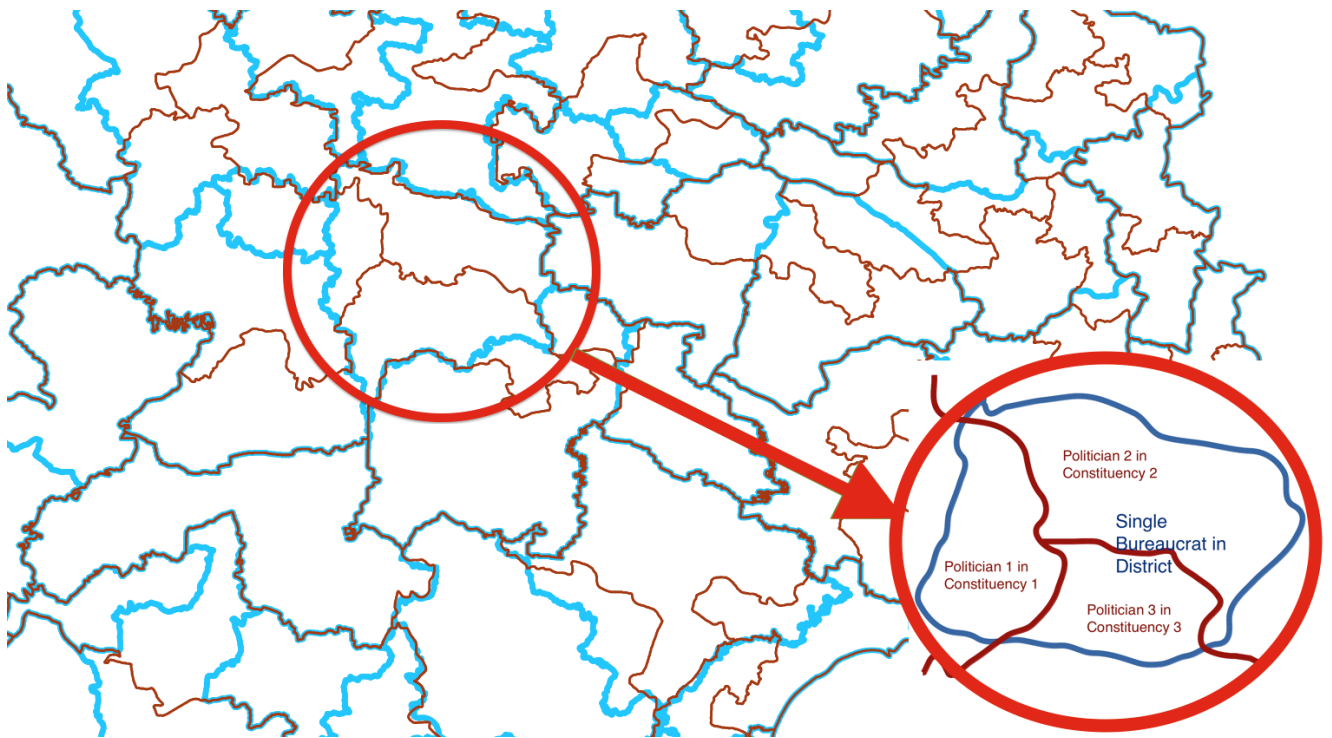 Politician 2 in
Constituency 2
Single
Bureaucrat in
District
Politician 1 in
Constituency 1
Politician 3 in
Constituency 3